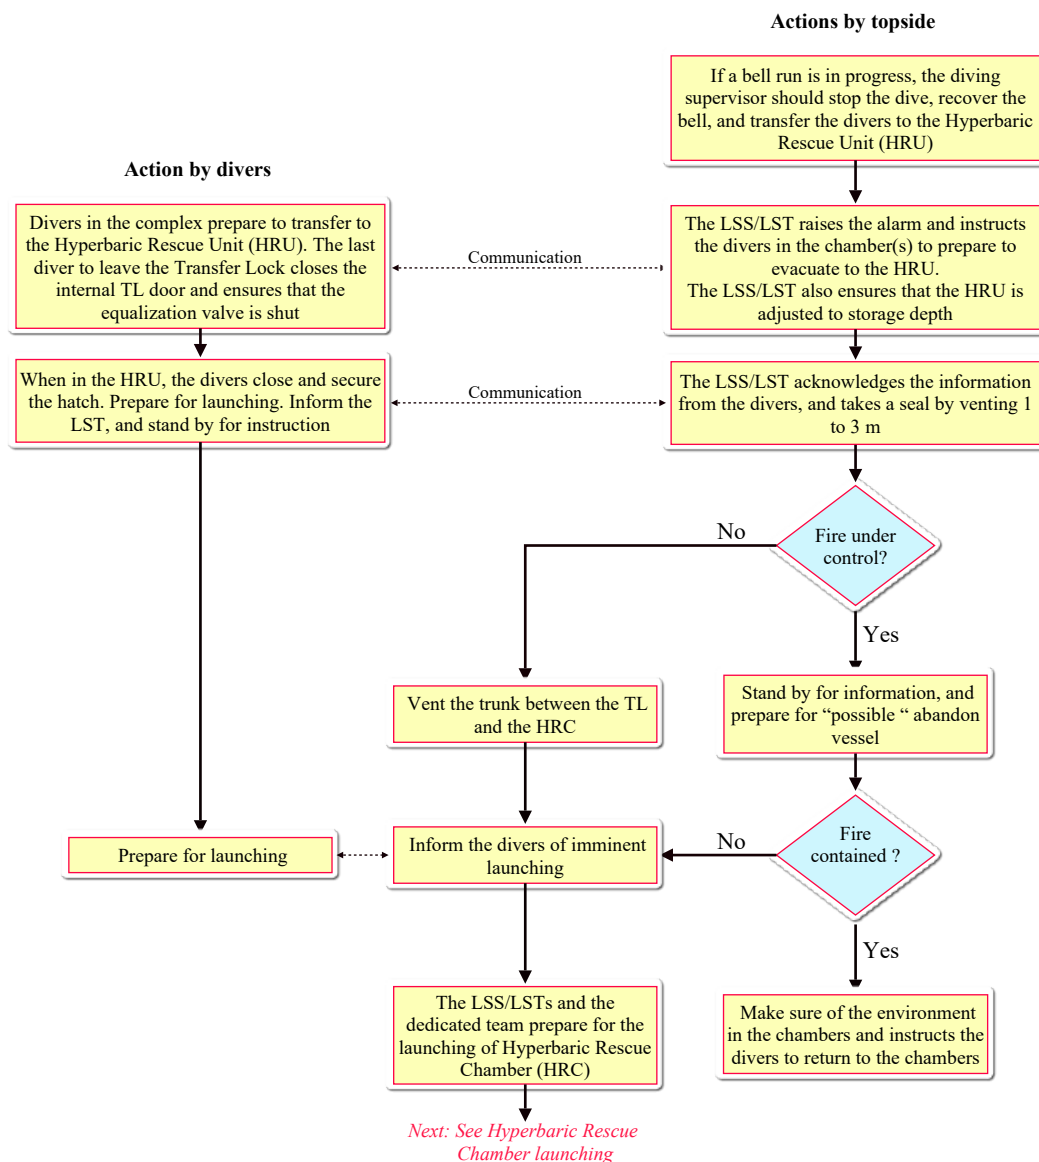 Actions by topside
If a bell run is in progress, the diving
supervisor should stop the dive, recover the
bell, and transfer the divers to the Hyperbaric
Rescue Unit (HRU)
Action by divers
Divers in the complex prepare to transfer to
the Hyperbaric Rescue Unit (HRU). The last
diver to leave the Transfer Lock closes the
internal TL door and ensures that the
equalization valve is shut
Communication
The LSS/LST raises the alarm and instructs
the divers in the chamber(s) to prepare to
evacuate to the HRU.
The LSS/LST also ensures that the HRU is
adjusted to storage depth
When in the HRU, the divers close and secure
the hatch. Prepare for launching. Inform the
LST, and stand by for instruction
Communication
The LSS/LST acknowledges the information
from the divers, and takes a seal by venting 1
to 3 m
No
Fire under
control?
Yes
Vent the trunk between the TL
and the HRC
Stand by for information, and
prepare for “possible “ abandon
vessel
Prepare for launching
Inform the divers of imminent
launching
No
Fire
contained ?
Yes
The LSS/LSTs and the
dedicated team prepare for the
launching of Hyperbaric Rescue
Chamber (HRC)
Make sure of the environment
in the chambers and instructs the
divers to return to the chambers
Next: See Hyperbaric Rescue
Chamber launching